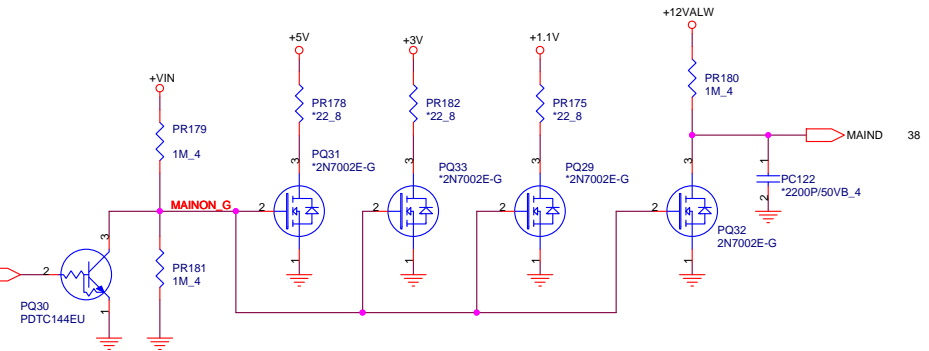 +12VALW
+5V
+3V
+1.1V
+VIN
PR178
*22_8
PR182
*22_8
PR175
*22_8
PR180
1M_4
PR179
1M_4
MAIND 38
PQ31
*2N7002E-G
PQ33
*2N7002E-G
PQ29
*2N7002E-G
3
3
3
3
1
PC122
*2200P/50VB_4
2
MAINON_G
2
2
2
2
PQ32
2N7002E-G
3
1
1
1
1
PR181
1M_4
2
1
PQ30
PDTC144EU